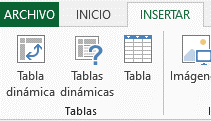 ARCHIVO INICIO INSERTAR
Tabla Tablas Tabla Imágene
dinámica dinámicas
Tablas